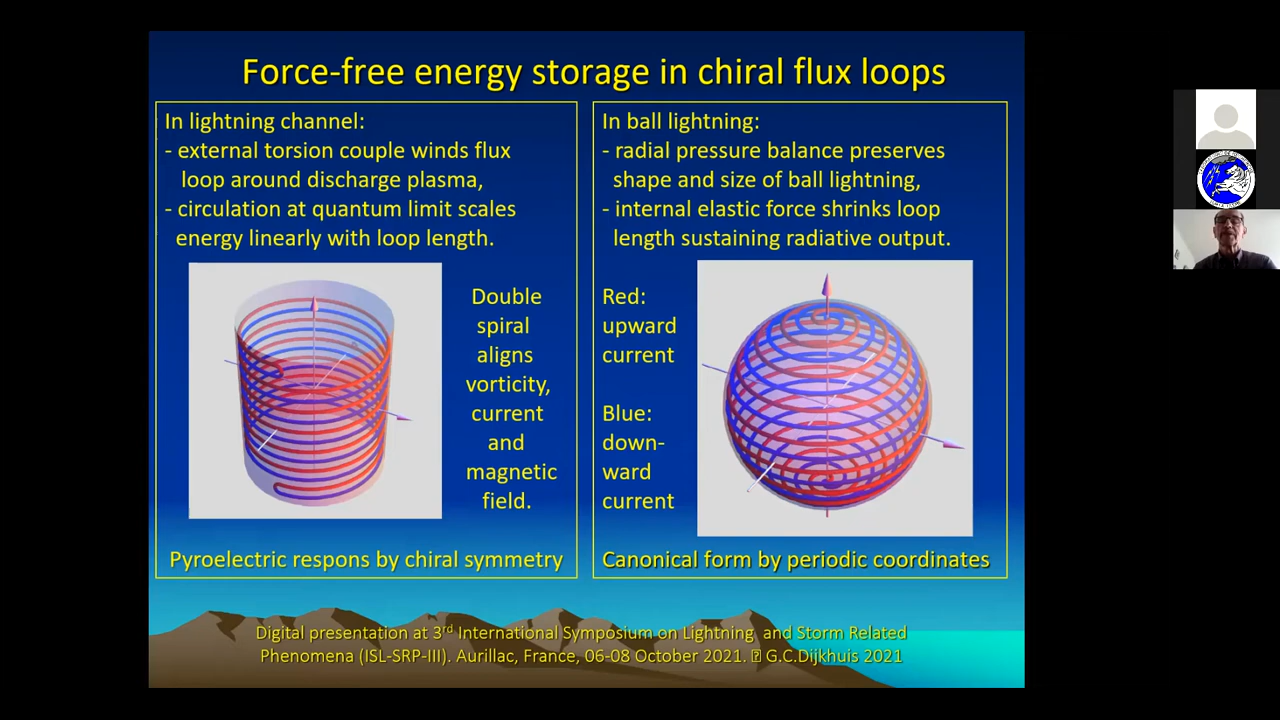 Force-free energy storage in chiral flux loops
In lightning channel:
- external torsion couple winds flux
loop around discharge plasma,
- circulation at quantum limit scales
energy linearly with loop length.
Double
spiral
aligns
vorticity,
current
and
magnetic
field.
Pyroelectric respons by chiral symmetry
In ball lightning:
- radial pressure balance preserves
shape and size of ball lightning,
- internal elastic force shrinks loop
length sustaining radiative output.
Red:
upward
current
Blue:
down-
ward
current
Canonical form by periodic coordinates
Digital presentation at 3rd International Symposium on Lightning and Storm Related
Phenomena (ISL-SRP-III). Aurillac, France, 06-08 October 2021. G.C.Dijkhuis 2021